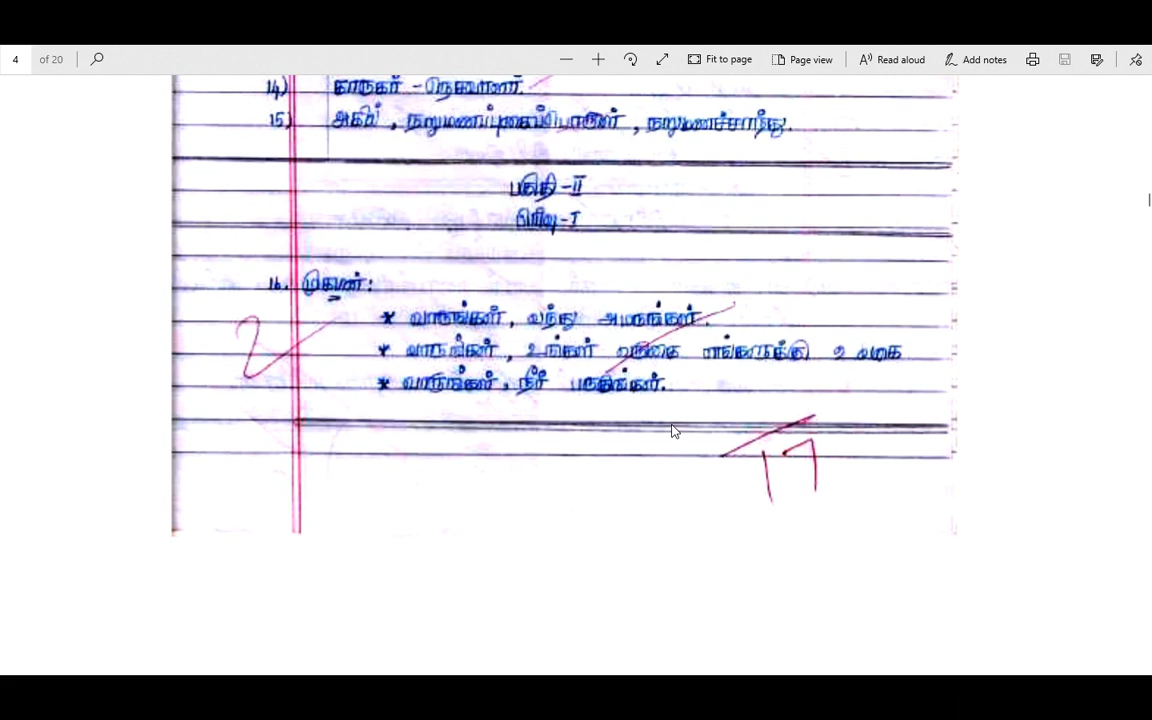 4 of 20 Fit to page Page view Read aloud Add notes
14) காருகர் - நெசவாளர்.
15) அகில், நறுமணப்புகைப்பொருள், நறுமணச்சாந்து.
பகுதி - II
பிரிவு - I
16. முகமன்:
* வாருங்கள், வந்து அமருங்கள்.
* வாருங்கள், உங்கள் வருகை எங்களுக்கு உவகை
2
* வாருங்கள், நீர் பருகுங்கள்.
17